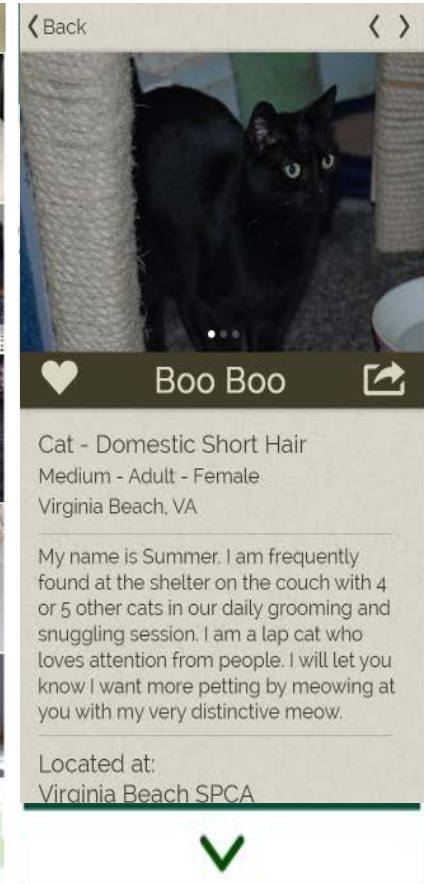 Back
Boo Boo
Cat - Domestic Short Hair
Medium - Adult - Female
Virginia Beach, VA
My name is Summer. I am frequently
found at the shelter on the couch with 4
or 5 other cats in our daily grooming and
snuggling session. I am a lap cat who
loves attention from people. I will let you
know I want more petting by meowing at
you with my very distinctive meow.
Located at:
Virginia Beach SPCA